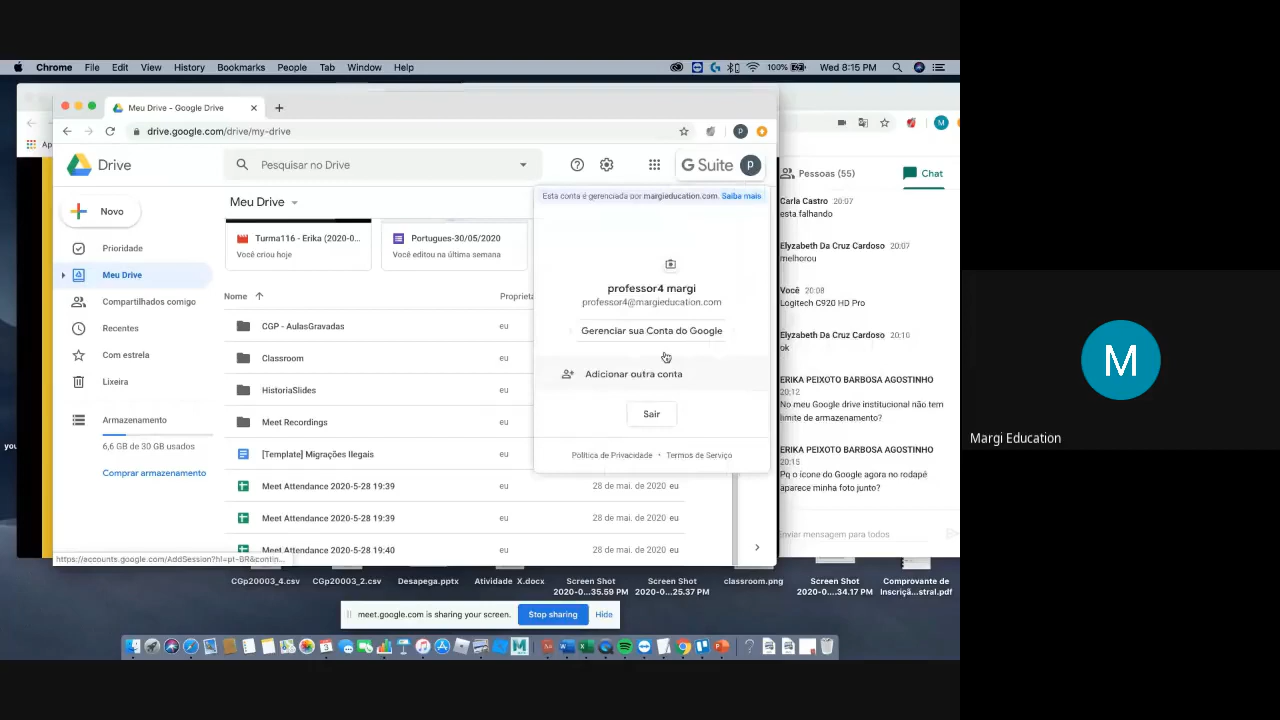 Chrome File Edit View History Bookmarks People Tab Window Help
100% Wed 8:15 PM
Meu Drive - Google Drive
drive.google.com/drive/my-drive
Drive
Pesquisar no Drive
G Suite p
Novo
Prioridade
Meu Drive
Compartilhados comigo
Recentes
Com estrela
Lixeira
Armazenamento
6,6 GB de 30 GB usados
Comprar armazenamento
https://accounts.google.com/AddSession?hl=pt-BR&contin...
Meu Drive
Turma116 - Erika (2020-0...
Você criou hoje
Portugues-30/05/2020
Você editou na última semana
Nome
CGP - AulasGravadas eu
Classroom eu
HistoriaSlides eu
Meet Recordings eu
[Template] Migrações Ilegais eu
Meet Attendance 2020-5-28 19:39 eu 28 de mai. de 2020 eu
Meet Attendance 2020-5-28 19:39 eu 28 de mai. de 2020 eu
Meet Attendance 2020-5-28 19:40 eu 28 de mai. de 2020 eu
Esta conta é gerenciada por margieducation.com. Saiba mais
professor4 margi
professor4@margieducation.com
Gerenciar sua Conta do Google
Adicionar outra conta
Sair
Política de Privacidade • Termos de Serviço
Pessoas (55) Chat
Carla Castro 20:07
esta falhando
Elyzabeth Da Cruz Cardoso 20:07
melhorou
Você 20:08
Logitech C920 HD Pro
Elyzabeth Da Cruz Cardoso 20:10
ok
ERIKA PEIXOTO BARBOSA AGOSTINHO
20:12
No meu Google drive institucional não tem
limite de armazenamento?
ERIKA PEIXOTO BARBOSA AGOSTINHO
20:15
Pq o icone do Google agora no rodapé
aparece minha foto junto?
Enviar mensagem para todos
CGp20003_4.csv
CGp20003_2.csv
Desapega.pptx
Atividade X.docx
Screen Shot
2020-0...35.59 PM
Screen Shot
2020-0...25.37 PM
classroom.png
Screen Shot
2020-0...34.17 PM
Comprovante de
Inscriçã...stral.pdf
meet.google.com is sharing your screen. Stop sharing Hide
M
Margi Education